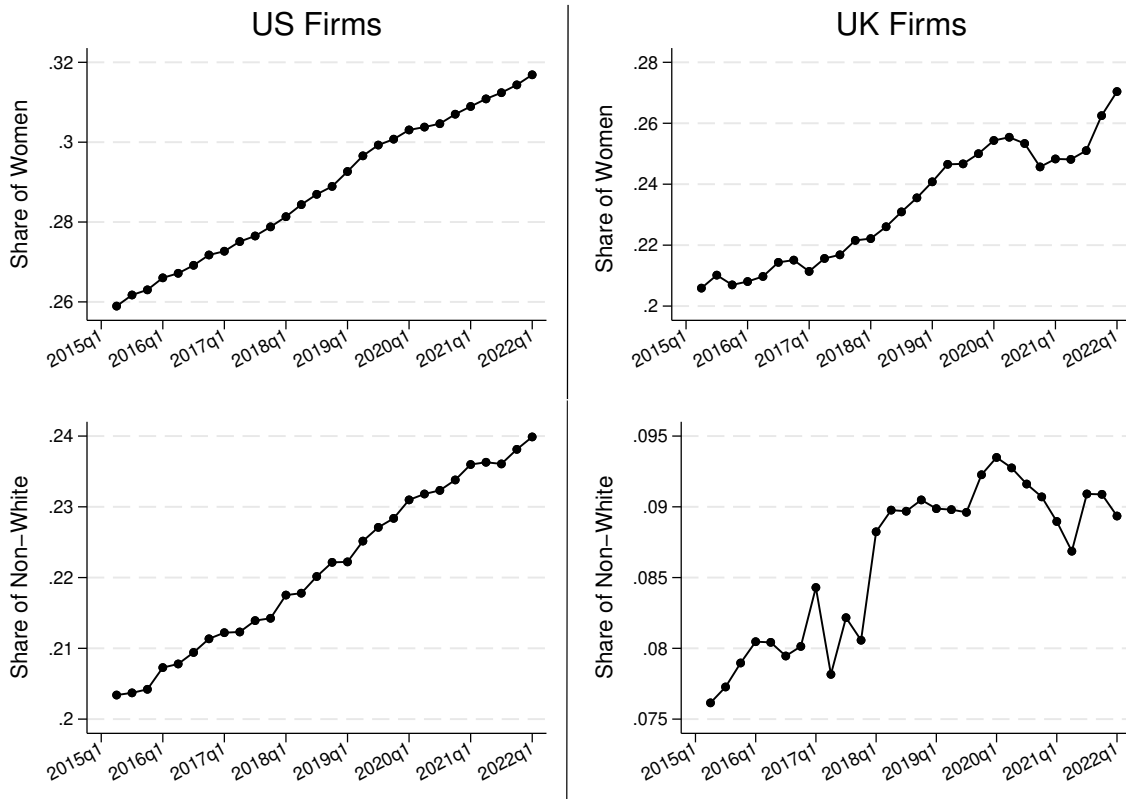 US Firms
UK Firms
Share of Women
.32
.3
.28
.26
2015q1
2016q1
2017q1
2018q1
2019q1
2020q1
2021q1
2022q1
Share of Women
.28
.26
.24
.22
.2
2015q1
2016q1
2017q1
2018q1
2019q1
2020q1
2021q1
2022q1
Share of Non−White
.24
.23
.22
.21
.2
2015q1
2016q1
2017q1
2018q1
2019q1
2020q1
2021q1
2022q1
Share of Non−White
.095
.09
.085
.08
.075
2015q1
2016q1
2017q1
2018q1
2019q1
2020q1
2021q1
2022q1